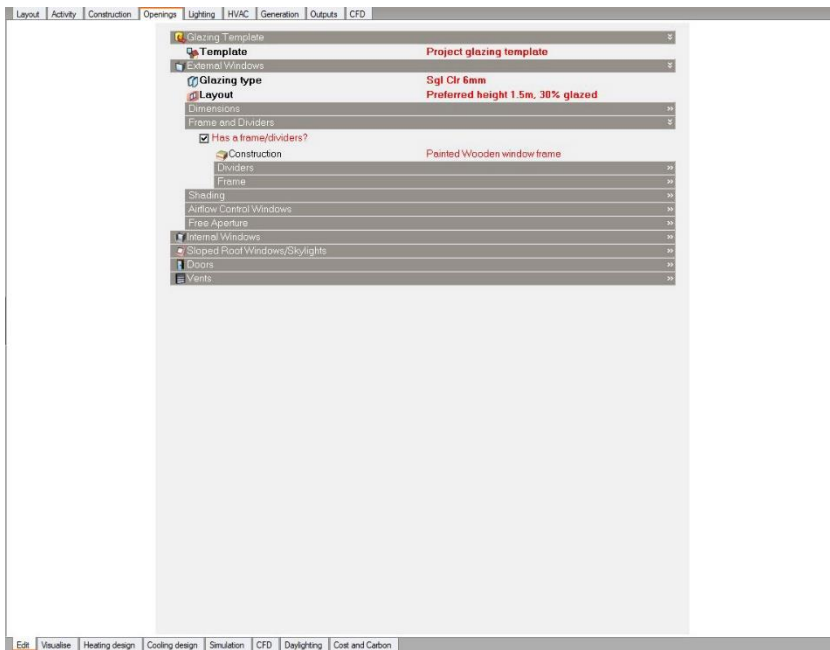 Layout Activity Construction Openings Lighting HVAC Generation Outputs CFD
Glazing Template
Template Project glazing template
External Windows
Glazing type Sgl Clr 6mm
Layout Preferred height 1.5m, 30% glazed
Dimensions
Frame and Dividers
Has a frame/dividers?
Construction Painted Wooden window frame
Dividers
Frame
Shading
Airflow Control Windows
Free Aperture
Internal Windows
Sloped Roof Windows/Skylights
Doors
Vents
Edit Visualise Heating design Cooling design Simulation CFD Daylighting Cost and Carbon